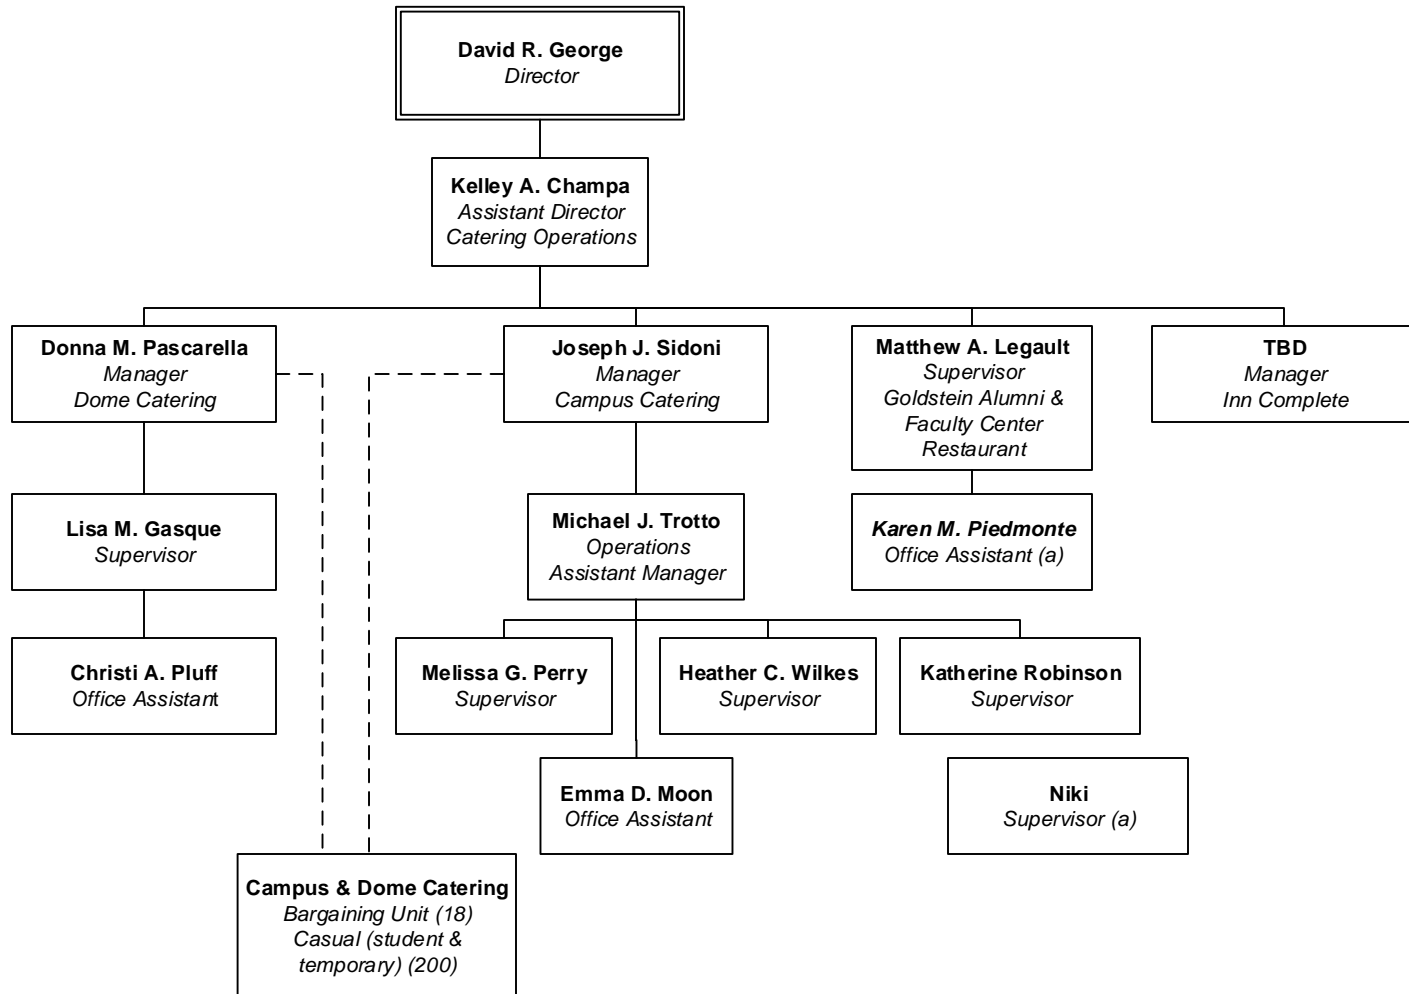 David R. George
Director
Kelley A. Champa
Assistant Director
Catering Operations
Donna M. Pascarella
Manager
Dome Catering
Joseph J. Sidoni
Manager
Campus Catering
Matthew A. Legault
Supervisor
Goldstein Alumni &
Faculty Center
Restaurant
TBD
Manager
Inn Complete
Lisa M. Gasque
Supervisor
Michael J. Trotto
Operations
Assistant Manager
Karen M. Piedmonte
Office Assistant (a)
Christi A. Pluff
Office Assistant
Melissa G. Perry
Supervisor
Heather C. Wilkes
Supervisor
Katherine Robinson
Supervisor
Emma D. Moon
Office Assistant
Niki
Supervisor (a)
Campus & Dome Catering
Bargaining Unit (18)
Casual (student &
temporary) (200)